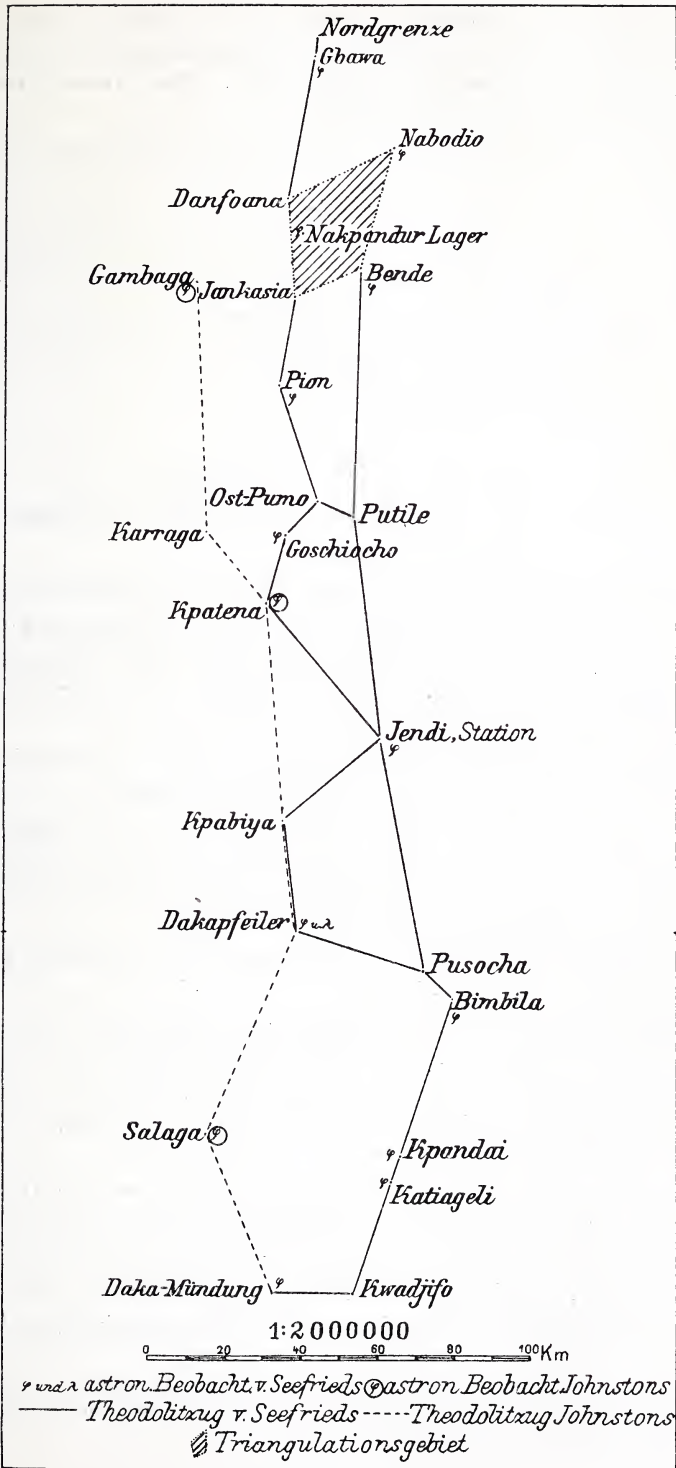 Nordgrenze
Gbawa
φ
Nabodio
φ
Danfoana
φ Nakpandur Lager
Gambaga
φ
Jankasia
Bende
φ
Pion
φ
Ost-Pumo
Putile
Karraga
φ
Goschiocho
φ
Kpatena
Jendi, Station
φ
Kpabiya
Dakapfeiler φ u. λ
Pusocha
Bimbila
φ
Salaga φ
φ Kpandai
φ Katiageli
Daka-Mündung φ
Kwadjifo
1:2000000
0 20 40 60 80 100 Km
φ und λ astron. Beobacht. v. Seefrieds φ astron. Beobacht Johnstons
Theodolitzug v. Seefrieds Theodolitzug Johnstons
Triangulationsgebiet